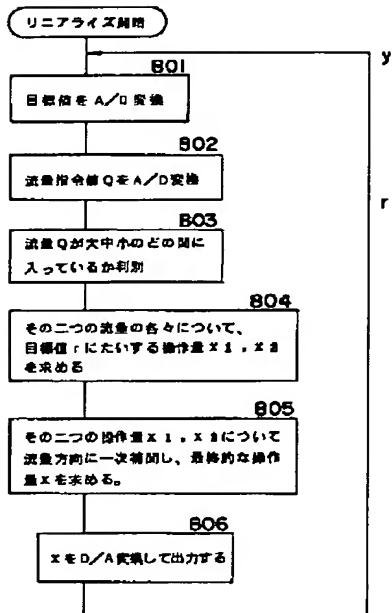 リニアライズ開始
y
801
目標値をA/D変換
802
流量指令値QをA/D変換
r
803
流量Qが大中小のどの間に
入っているか判別
804
その二つの流量の各々について、
目標値rにたいする操作量X1,X2
を求める
805
その二つの操作量X1,X2について
流量方向に一次補間し、最終的な操作
量Xを求める。
806
XをD/A変換して出力する